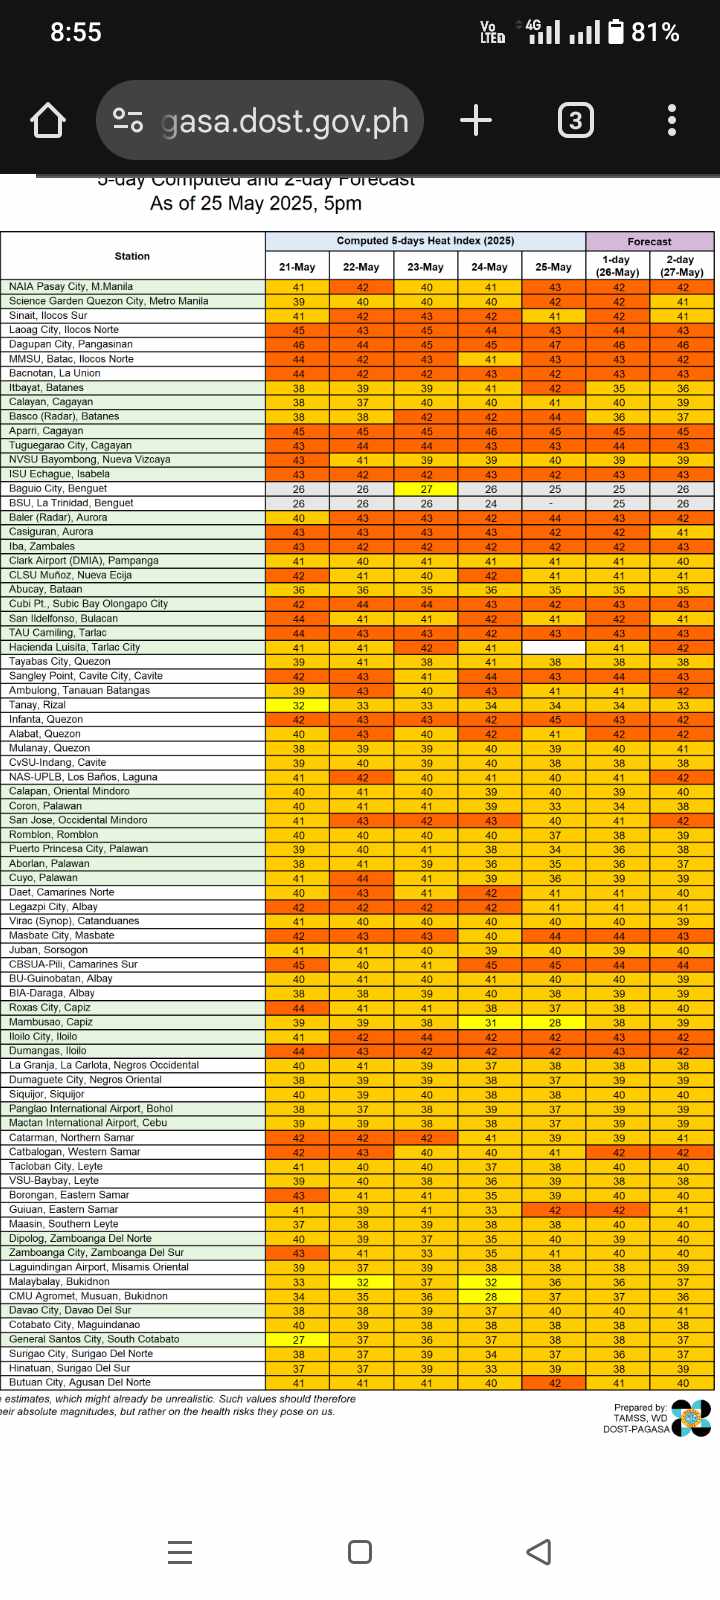 8:55
Vo LTE 4G 81%
gasa.dost.gov.ph 3
5-day Computed and 2-day Forecast
As of 25 May 2025, 5pm
Station Computed 5-days Heat Index (2025) Forecast
21-May 22-May 23-May 24-May 25-May 1-day (26-May) 2-day (27-May)
NAIA Pasay City, M.Manila 41 42 40 41 43 42 42
Science Garden Quezon City, Metro Manila 39 40 40 40 42 42 41
Sinait, Ilocos Sur 41 42 43 42 41 42 41
Laoag City, Ilocos Norte 45 43 45 44 43 44 43
Dagupan City, Pangasinan 46 44 45 45 47 46 46
MMSU, Batac, Ilocos Norte 44 42 43 41 43 43 42
Bacnotan, La Union 44 42 42 43 42 43 43
Itbayat, Batanes 38 39 39 41 42 35 36
Calayan, Cagayan 38 37 40 40 41 40 39
Basco (Radar), Batanes 38 38 42 42 44 36 37
Aparri, Cagayan 45 45 45 46 45 45 45
Tuguegarao City, Cagayan 43 44 44 43 43 44 43
NVSU Bayombong, Nueva Vizcaya 43 41 39 39 40 39 39
ISU Echague, Isabela 43 42 42 43 42 43 43
Baguio City, Benguet 26 26 27 26 25 25 26
BSU, La Trinidad, Benguet 26 26 26 24 - 25 26
Baler (Radar), Aurora 40 43 43 42 44 43 42
Casiguran, Aurora 43 43 43 43 42 42 41
Iba, Zambales 43 42 42 42 42 42 43
Clark Airport (DMIA), Pampanga 41 40 41 41 41 41 40
CLSU Muñoz, Nueva Ecija 42 41 40 42 41 41 41
Abucay, Bataan 36 36 35 36 35 35 35
Cubi Pt., Subic Bay Olongapo City 42 44 44 43 42 43 43
San Ildelfonso, Bulacan 44 41 41 42 41 42 41
TAU Camiling, Tarlac 44 43 43 42 43 43 43
Hacienda Luisita, Tarlac City 41 41 42 41 41 42
Tayabas City, Quezon 39 41 38 41 38 38 38
Sangley Point, Cavite City, Cavite 42 43 41 44 43 44 43
Ambulong, Tanauan Batangas 39 43 40 43 41 41 42
Tanay, Rizal 32 33 33 34 34 34 33
Infanta, Quezon 42 43 43 42 45 43 42
Alabat, Quezon 40 43 40 42 41 42 42
Mulanay, Quezon 38 39 39 40 39 40 41
CvSU-Indang, Cavite 39 40 39 40 38 38 38
NAS-UPLB, Los Baños, Laguna 41 42 40 41 40 41 42
Calapan, Oriental Mindoro 40 41 40 39 40 39 40
Coron, Palawan 40 41 41 39 33 34 38
San Jose, Occidental Mindoro 41 43 42 43 40 41 42
Romblon, Romblon 40 40 40 40 37 38 39
Puerto Princesa City, Palawan 39 40 41 38 34 36 38
Aborlan, Palawan 38 41 39 36 35 36 37
Cuyo, Palawan 41 44 41 39 36 39 39
Daet, Camarines Norte 40 43 41 42 41 41 40
Legazpi City, Albay 42 42 42 42 41 41 41
Virac (Synop), Catanduanes 41 40 40 40 40 40 39
Masbate City, Masbate 42 43 43 40 44 44 43
Juban, Sorsogon 41 41 40 39 40 39 40
CBSUA-Pili, Camarines Sur 45 40 41 45 45 44 44
BU-Guinobatan, Albay 40 41 40 41 40 39 40
BIA-Daraga, Albay 38 38 39 40 38 39 39
Roxas City, Capiz 44 41 41 38 37 38 40
Mambusao, Capiz 39 39 38 31 28 38 39
Iloilo City, Iloilo 41 42 44 42 42 43 42
Dumangas, Iloilo 44 43 42 42 42 43 42
La Granja, La Carlota, Negros Occidental 40 41 39 37 38 38 38
Dumaguete City, Negros Oriental 38 39 39 38 37 39 39
Siquijor, Siquijor 40 39 40 38 38 39 39
Panglao International Airport, Bohol 38 37 38 39 37 39 39
Mactan International Airport, Cebu 39 39 38 38 37 39 39
Catarman, Northern Samar 42 42 42 41 39 39 41
Catbalogan, Western Samar 42 43 40 40 41 42 42
Tacloban City, Leyte 41 40 40 37 38 40 40
VSU-Baybay, Leyte 39 40 38 36 39 38 38
Borongan, Eastern Samar 43 41 41 35 39 40 40
Guiuan, Eastern Samar 41 39 41 33 42 42 41
Maasin, Southern Leyte 37 38 39 38 38 40 40
Dipolog, Zamboanga Del Norte 40 39 37 35 40 39 40
Zamboanga City, Zamboanga Del Sur 43 41 33 35 41 40 40
Laguindingan Airport, Misamis Oriental 39 37 39 38 38 38 39
Malaybalay, Bukidnon 33 32 37 32 36 36 37
CMU Agromet, Musuan, Bukidnon 34 35 36 28 37 37 36
Davao City, Davao Del Sur 38 38 39 37 40 40 41
Cotabato City, Maguindanao 40 39 38 38 38 38 38
General Santos City, South Cotabato 27 37 36 37 38 38 37
Surigao City, Surigao Del Norte 38 37 39 34 37 36 37
Hinatuan, Surigao Del Sur 37 37 39 33 39 38 39
Butuan City, Agusan Del Norte 41 41 41 40 42 41 40
estimates, which might already be unrealistic. Such values should therefore
eir absolute magnitudes, but rather on the health risks they pose on us.
Prepared by:
TAMSS, WD
DOST-PAGASA